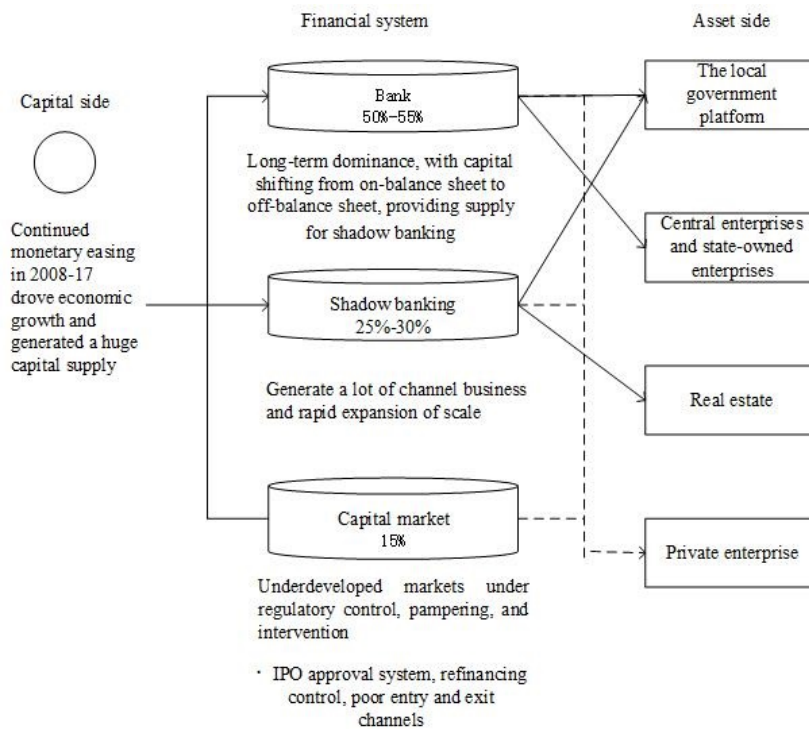 Financial system
Asset side
Capital side
Continued
monetary easing
in 2008-17
drove economic
growth and
generated a huge
capital supply
Bank
50%-55%
Long-term dominance, with capital
shifting from on-balance sheet to
off-balance sheet, providing supply
for shadow banking
Shadow banking
25%-30%
Generate a lot of channel business
and rapid expansion of scale
Capital market
15%
Underdeveloped markets under
regulatory control, pampering, and
intervention
· IPO approval system, refinancing
control, poor entry and exit
channels
The local
government
platform
Central enterprises
and state-owned
enterprises
Real estate
Private enterprise